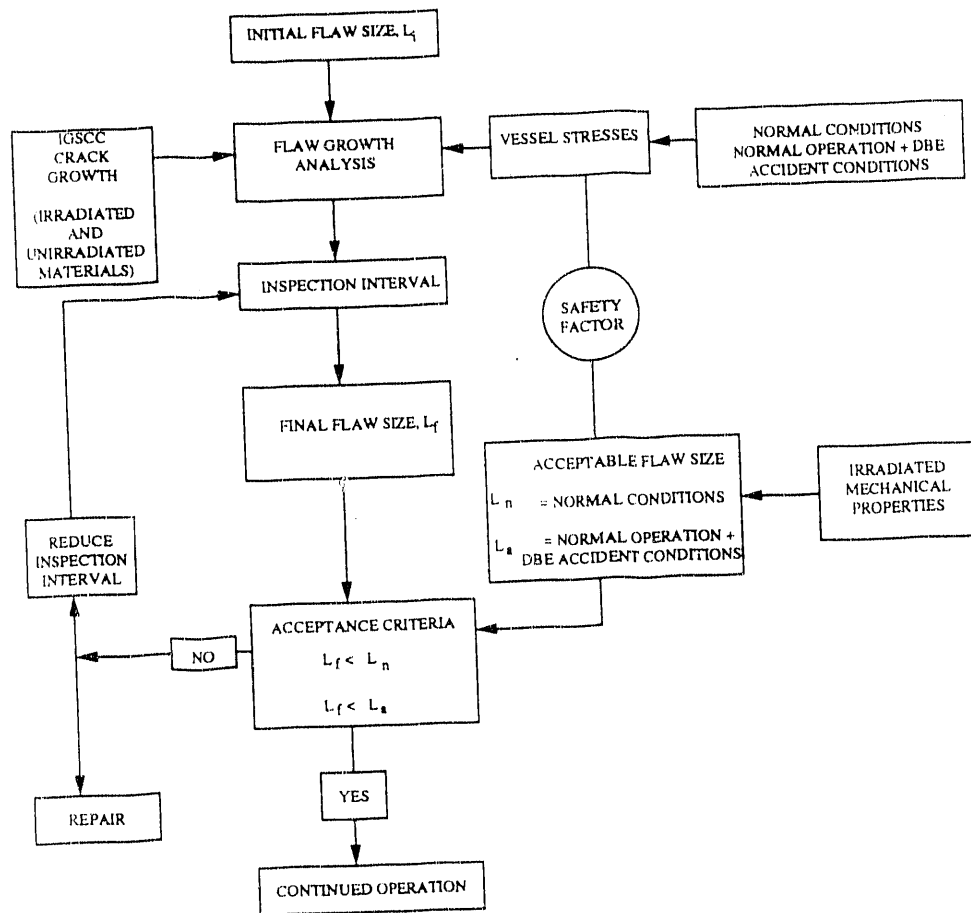 INITIAL FLAW SIZE, Li
IGSCC
CRACK
GROWTH
(IRRADIATED
AND
UNIRRADIATED
MATERIALS)
FLAW GROWTH
ANALYSIS
VESSEL STRESSES
NORMAL CONDITIONS
NORMAL OPERATION + DBE
ACCIDENT CONDITIONS
INSPECTION INTERVAL
SAFETY
FACTOR
FINAL FLAW SIZE, Lf
ACCEPTABLE FLAW SIZE
Ln = NORMAL CONDITIONS
La = NORMAL OPERATION +
DBE ACCIDENT CONDITIONS
IRRADIATED
MECHANICAL
PROPERTIES
REDUCE
INSPECTION
INTERVAL
ACCEPTANCE CRITERIA
Lf < Ln
Lf < La
NO
YES
REPAIR
CONTINUED OPERATION